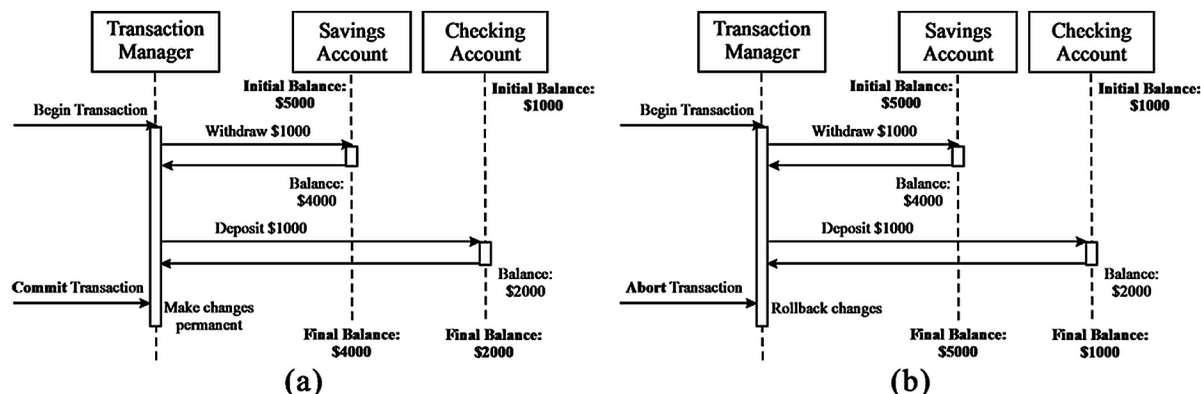 Transaction
Manager
Savings
Account
Checking
Account
Initial Balance:
$5000
Initial Balance:
$1000
Begin Transaction
Withdraw $1000
Balance:
$4000
Deposit $1000
Balance:
$2000
Commit Transaction
Make changes
permanent
Final Balance:
$4000
Final Balance:
$2000
(a)
Transaction
Manager
Savings
Account
Checking
Account
Initial Balance:
$5000
Initial Balance:
$1000
Begin Transaction
Withdraw $1000
Balance:
$4000
Deposit $1000
Balance:
$2000
Abort Transaction
Rollback changes
Final Balance:
$5000
Final Balance:
$1000
(b)